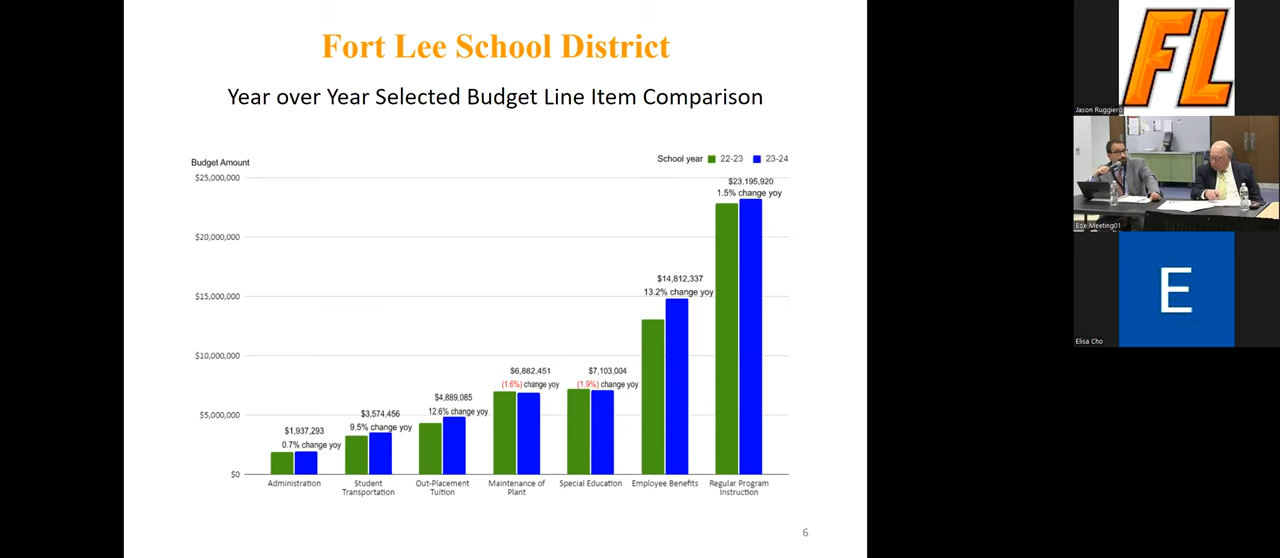 Fort Lee School District
Year over Year Selected Budget Line Item Comparison
Budget Amount
School year 22-23 23-24
$25,000,000
$20,000,000
$15,000,000
$10,000,000
$5,000,000
$0
$1,937,293
0.7% change yoy
$3,574,456
9.5% change yoy
$4,889,085
12.6% change yoy
$6,882,451
(1.6%) change yoy
$7,103,004
(1.9%) change yoy
$14,812,337
13.2% change yoy
$23,195,920
1.5% change yoy
Administration
Student
Transportation
Out-Placement
Tuition
Maintenance of
Plant
Special Education
Employee Benefits
Regular Program
Instruction
6
FL
Jason Ruggiero
Boe Meeting01
E
Elisa Cho